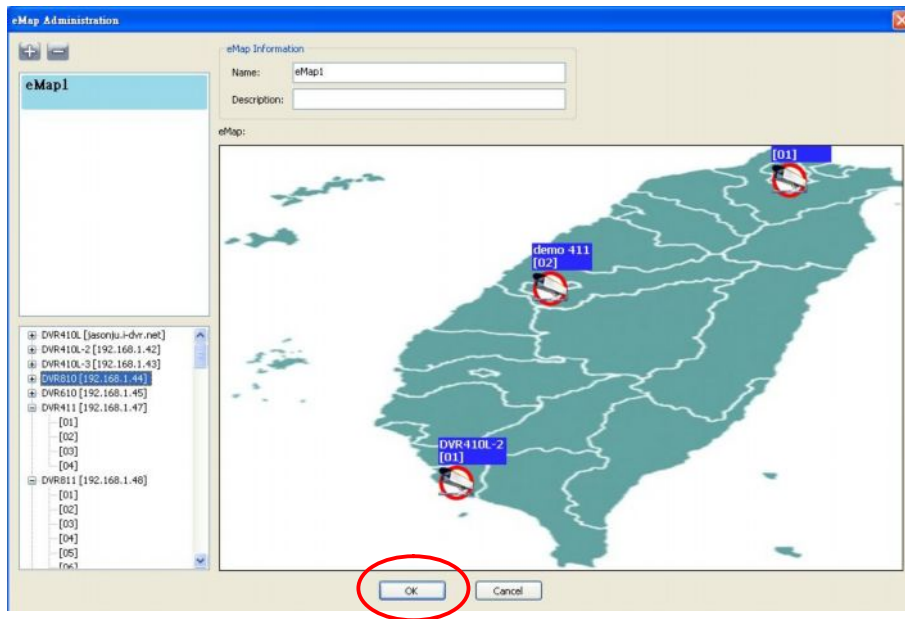 eMap Administration
eMap1
eMap Information
Name: eMap1
Description:
eMap:
[01]
demo 411
[02]
DVR410L-2
[01]
DVR410L [jasonju.i-dvr.net]
DVR410L-2 [192.168.1.42]
DVR410L-3 [192.168.1.43]
DVR810 [192.168.1.44]
DVR610 [192.168.1.45]
DVR411 [192.168.1.47]
[01]
[02]
[03]
[04]
DVR811 [192.168.1.48]
[01]
[02]
[03]
[04]
[05]
[06]
OK
Cancel